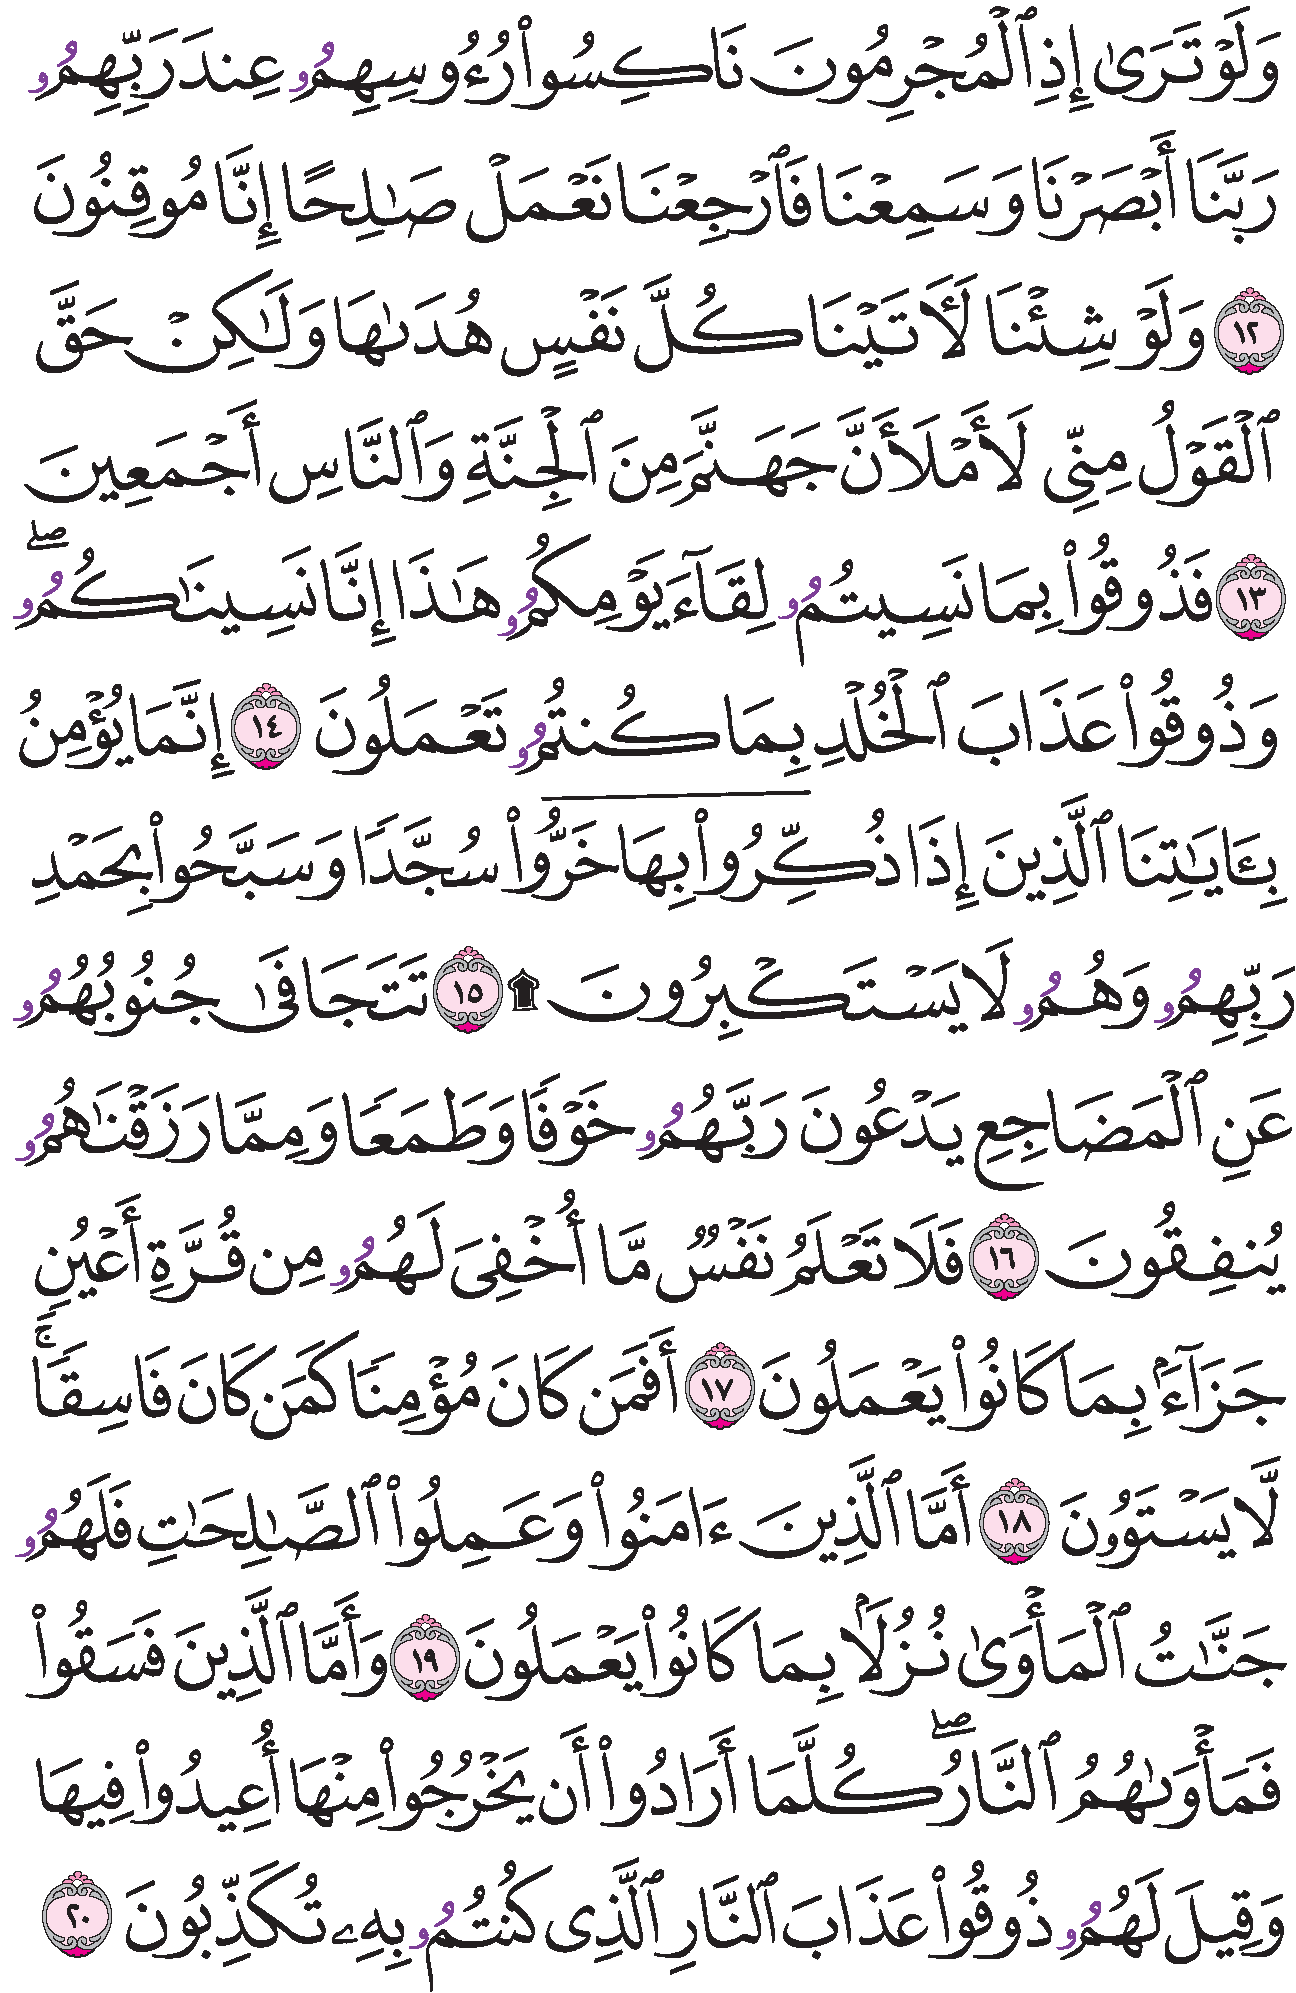 وَلَوْ تَرَىٰٓ إِذِ ٱلْمُجْرِمُونَ نَاكِسُواْ رُءُوسِهِمُۥ عِندَ رَبِّهِمُۥ
رَبَّنَآ أَبْصَرْنَا وَسَمِعْنَا فَٱرْجِعْنَا نَعْمَلْ صَٰلِحًا إِنَّا مُوقِنُونَ
١٢ وَلَوْ شِئْنَا لَأٓتَيْنَا كُلَّ نَفْسٍ هُدَىٰهَا وَلَٰكِنْ حَقَّ
ٱلْقَوْلُ مِنِّى لَأَمْلَأَنَّ جَهَنَّمَ مِنَ ٱلْجِنَّةِ وَٱلنَّاسِ أَجْمَعِينَ
١٣ فَذُوقُواْ بِمَا نَسِيتُمُۥ لِقَآءَ يَوْمِكُمُۥ هَٰذَآ إِنَّا نَسِينَٰكُمُۥ ۖ
وَذُوقُواْ عَذَابَ ٱلْخُلْدِ بِمَا كُنتُمُۥ تَعْمَلُونَ ١٤ إِنَّمَا يُؤْمِنُ
بِـَٔايَٰتِنَا ٱلَّذِينَ إِذَا ذُكِّرُواْ بِهَا خَرُّواْ سُجَّدًا وَسَبَّحُواْ بِحَمْدِ
رَبِّهِمُۥ وَهُمُۥ لَا يَسْتَكْبِرُونَ ۩ ١٥ تَتَجَافَىٰ جُنُوبُهُمُۥ
عَنِ ٱلْمَضَاجِعِ يَدْعُونَ رَبَّهُمُۥ خَوْفًا وَطَمَعًا وَمِمَّا رَزَقْنَٰهُمُۥ
يُنفِقُونَ ١٦ فَلَا تَعْلَمُ نَفْسٌ مَّآ أُخْفِىَ لَهُمُۥ مِن قُرَّةِ أَعْيُنٍ
جَزَآءَۢ بِمَا كَانُواْ يَعْمَلُونَ ١٧ أَفَمَن كَانَ مُؤْمِنًا كَمَن كَانَ فَاسِقًا ۚ
لَّا يَسْتَوُۥنَ ١٨ أَمَّا ٱلَّذِينَ ءَامَنُواْ وَعَمِلُواْ ٱلصَّٰلِحَٰتِ فَلَهُمُۥ
جَنَّٰتُ ٱلْمَأْوَىٰ نُزُلَۢا بِمَا كَانُواْ يَعْمَلُونَ ١٩ وَأَمَّا ٱلَّذِينَ فَسَقُواْ
فَمَأْوَىٰهُمُ ٱلنَّارُ ۖ كُلَّمَآ أَرَادُوٓاْ أَن يَخْرُجُواْ مِنْهَآ أُعِيدُواْ فِيهَا
وَقِيلَ لَهُمُۥ ذُوقُواْ عَذَابَ ٱلنَّارِ ٱلَّذِى كُنتُمُۥ بِهِۦ تُكَذِّبُونَ ٢٠